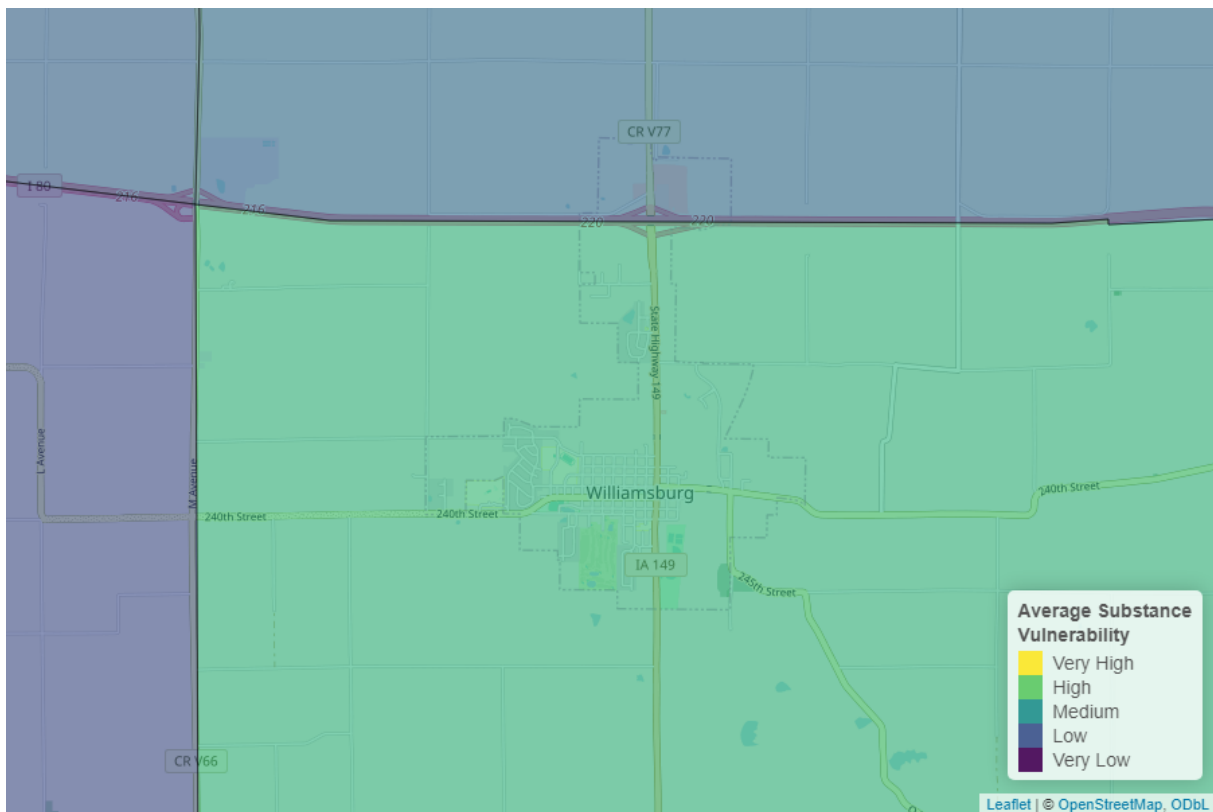 CR V77
I 80
216
216
220
220
State Highway 149
L Avenue
M Avenue
Williamsburg
240th Street
240th Street
240th Street
IA 149
245th Street
CR V66
Average Substance
Vulnerability
Very High
High
Medium
Low
Very Low
Leaflet | © OpenStreetMap, ODbL